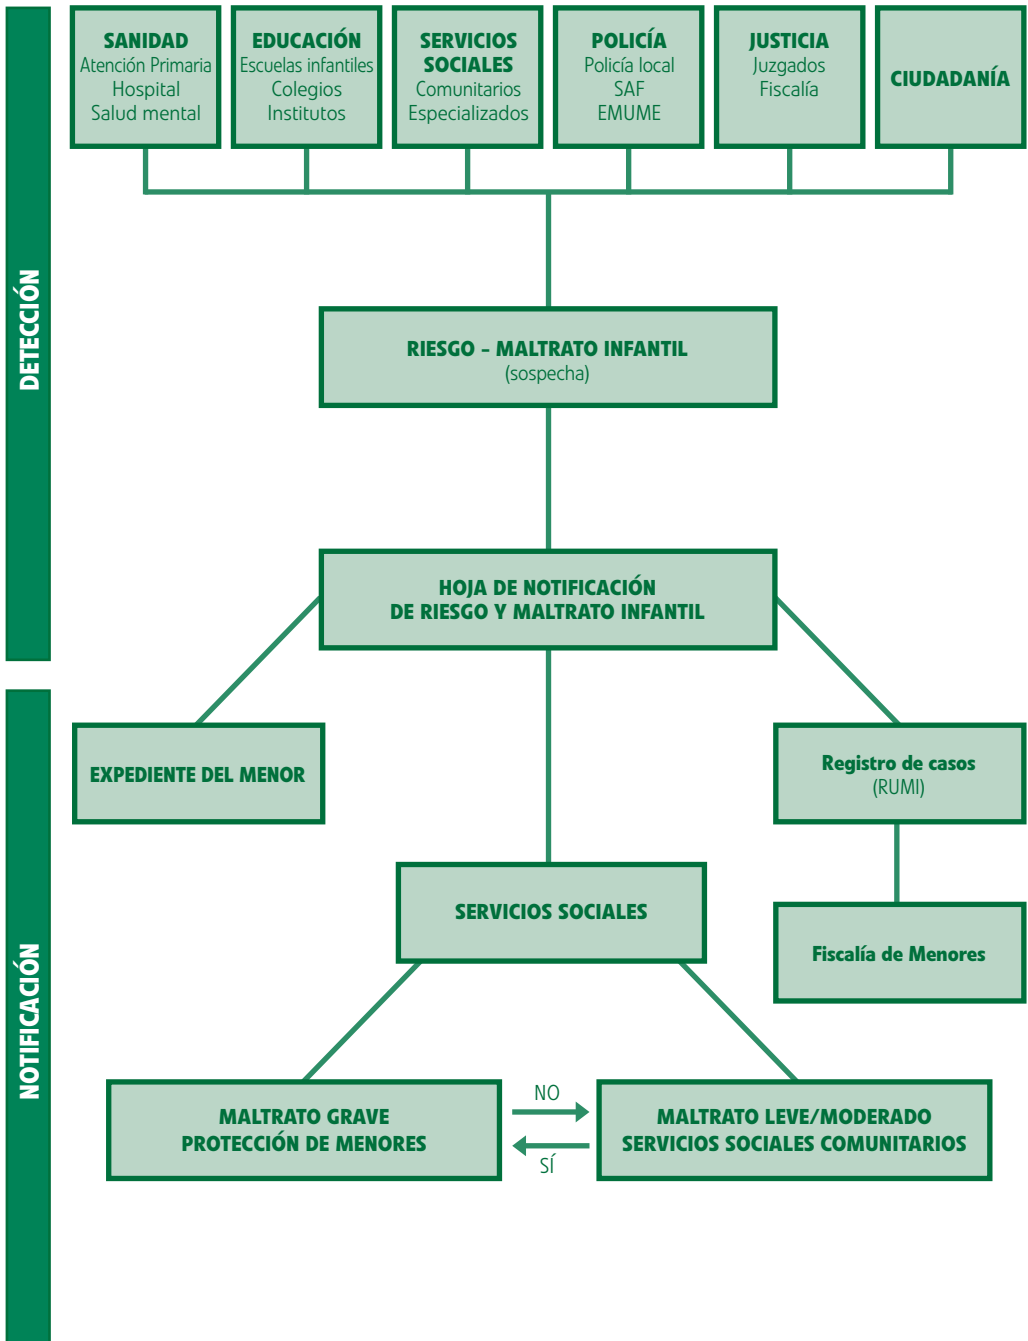 SANIDAD
Atención Primaria
Hospital
Salud mental
EDUCACIÓN
Escuelas infantiles
Colegios
Institutos
SERVICIOS
SOCIALES
Comunitarios
Especializados
POLICÍA
Policía local
SAF
EMUME
JUSTICIA
Juzgados
Fiscalía
CIUDADANÍA
DETECCIÓN
RIESGO - MALTRATO INFANTIL
(sospecha)
HOJA DE NOTIFICACIÓN
DE RIESGO Y MALTRATO INFANTIL
NOTIFICACIÓN
EXPEDIENTE DEL MENOR
Registro de casos
(RUMI)
SERVICIOS SOCIALES
Fiscalía de Menores
MALTRATO GRAVE
PROTECCIÓN DE MENORES
NO
SÍ
MALTRATO LEVE/MODERADO
SERVICIOS SOCIALES COMUNITARIOS